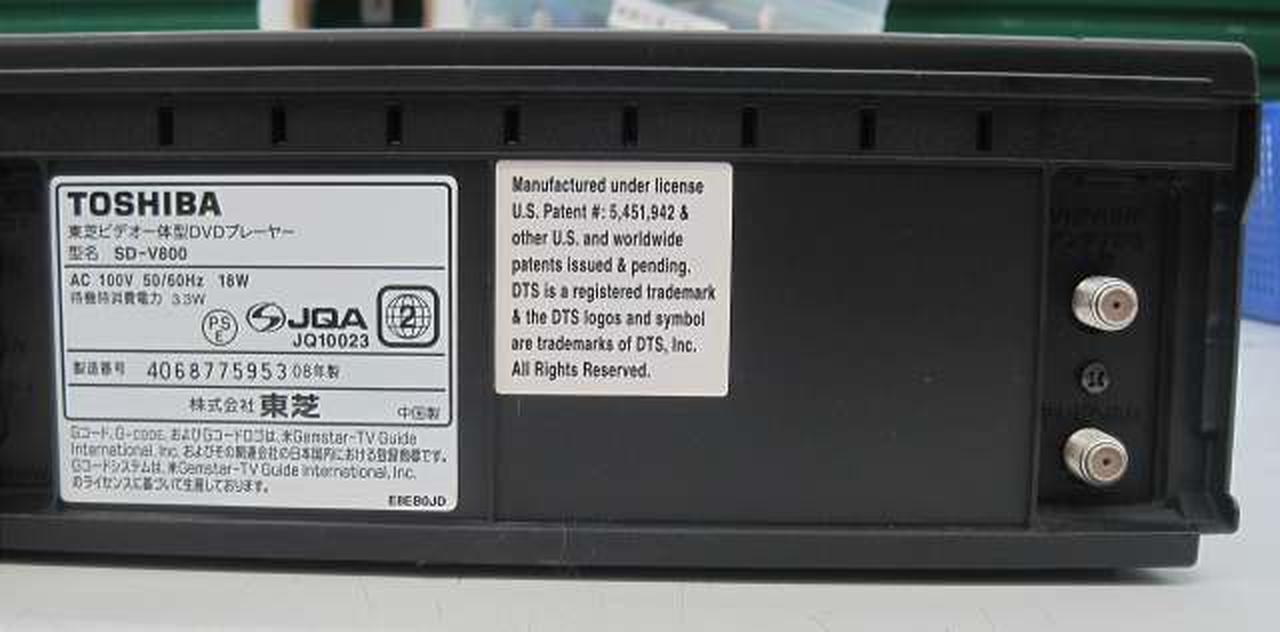 TOSHIBA
東芝ビデオ一体型DVDプレーヤー
型名 SD-V800
AC 100V 50/60Hz 18W
待機時消費電力 3.3W
PS
E
JQA
JQ10023
2
製造番号 4068775953 08年製
株式会社 東芝 中国製
Gコード、G-CODE、およびGコードロゴは、米Gemstar-TV Guide
International, Inc. およびその関連会社の日本国内における登録商標です。
Gコードシステムは、米Gemstar-TV Guide International, Inc.
のライセンスに基づいて生産しております。
E8EB0JD
Manufactured under license
U.S. Patent #: 5,451,942 &
other U.S. and worldwide
patents issued & pending.
DTS is a registered trademark
& the DTS logos and symbol
are trademarks of DTS, Inc.
All Rights Reserved.